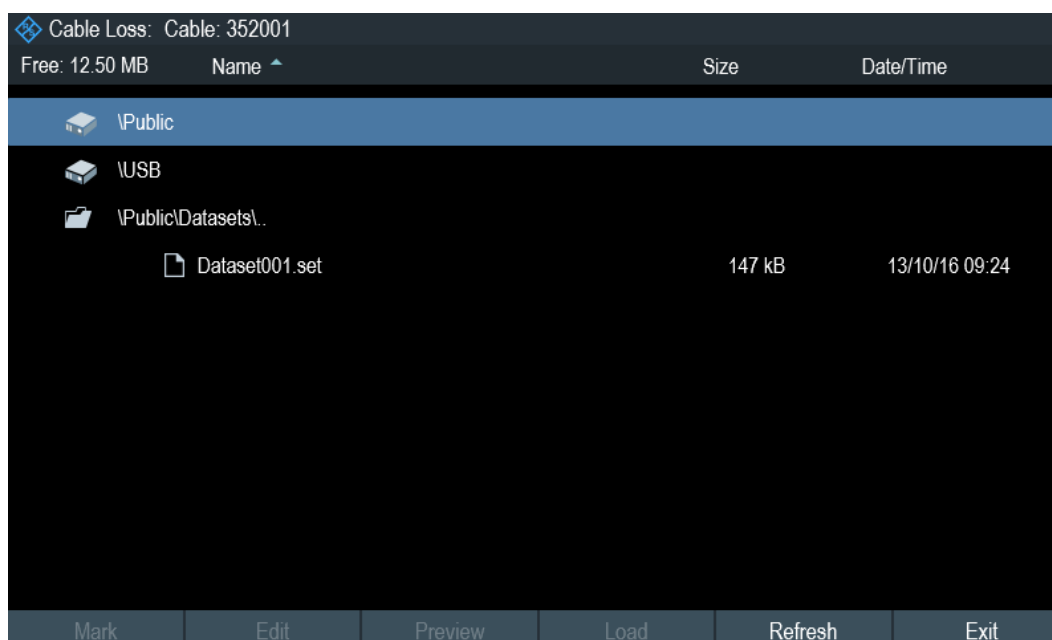 Cable Loss: Cable: 352001
Free: 12.50 MB Name Size Date/Time
\Public
\USB
\Public\Datasets\..
Dataset001.set 147 kB 13/10/16 09:24
Mark Edit Preview Load Refresh Exit